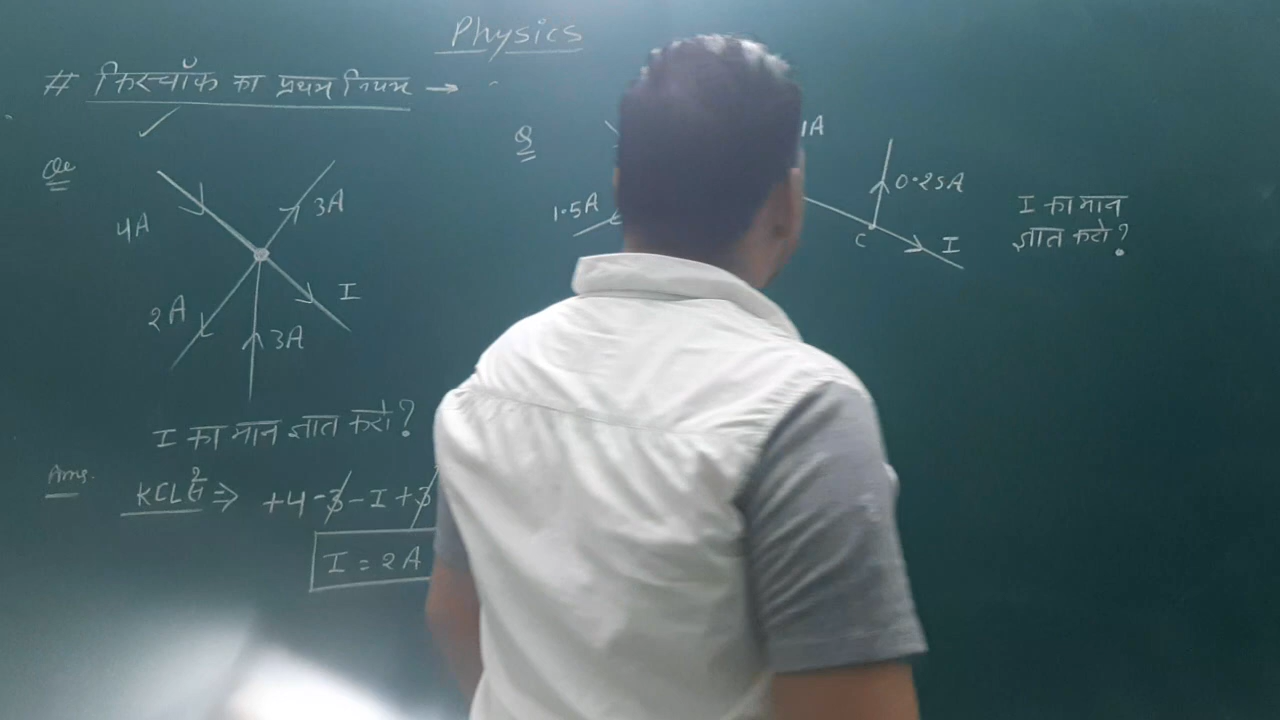 Physics
# किरचॉफ का प्रथम नियम →
Que
4A
3A
I
2A
3A
I का मान ज्ञात करो?
Ans.
KCL से ⇒ +4-3-I+3
I = 2A
Q
1A
1.5A
0.25A
C
I
I का मान
ज्ञात करो?